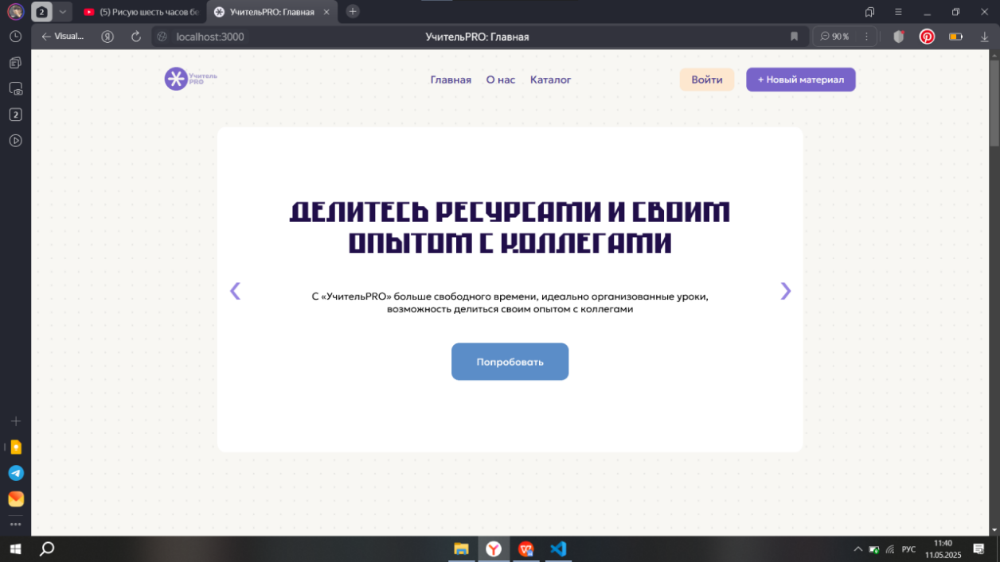 2
(5) Рисую шесть часов бе
УчительPRO: Главная
Visual...
Я
localhost:3000
УчительPRO: Главная
90 %
2
Учитель
PRO
Главная
О нас
Каталог
Войти
+ Новый материал
ДЕЛИТЕСЬ РЕСУРСАМИ И СВОИМ
ОПЫТОМ С КОЛЛЕГАМИ
С «УчительPRO» больше свободного времени, идеально организованные уроки,
возможность делиться своим опытом с коллегами
Попробовать
РУС
11:40
11.05.2025